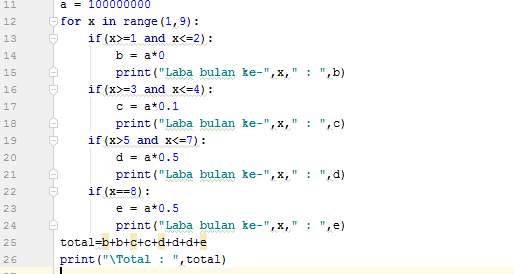 11 a = 100000000
12 for x in range(1,9):
13 if(x>=1 and x<=2):
14 b = a*0
15 print("Laba bulan ke-",x," : ",b)
16 if(x>=3 and x<=4):
17 c = a*0.1
18 print("Laba bulan ke-",x," : ",c)
19 if(x>5 and x<=7):
20 d = a*0.5
21 print("Laba bulan ke-",x," : ",d)
22 if(x==8):
23 e = a*0.5
24 print("Laba bulan ke-",x," : ",e)
25 total=b+b+c+c+d+d+d+e
26 print("\Total : ",total)